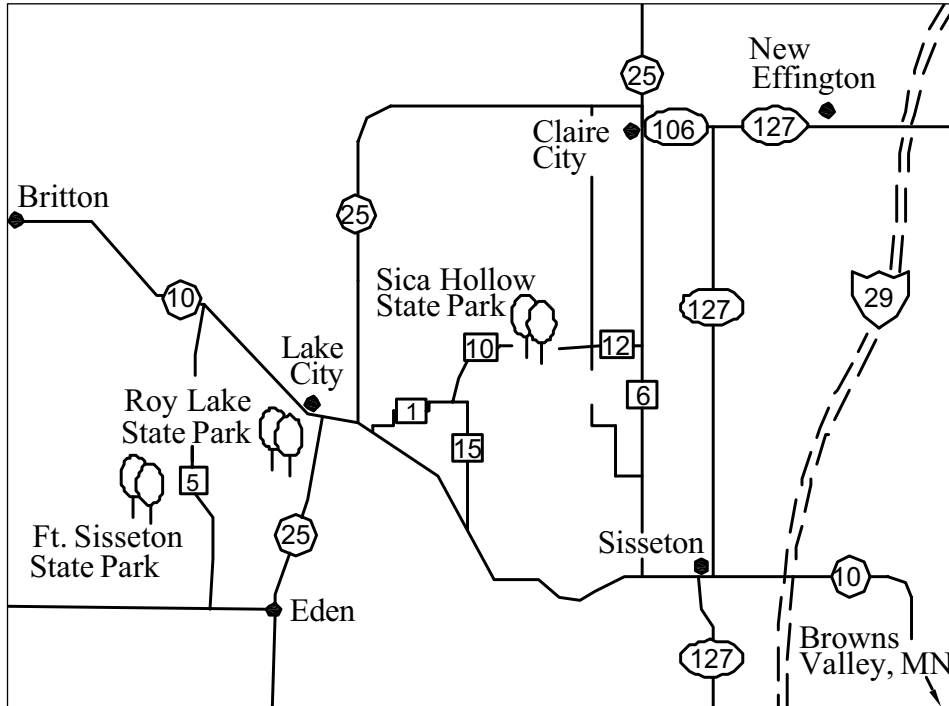 New
Effington
25
Claire
City
106
127
Britton
25
Sica Hollow
State Park
10
127
29
Lake
City
10
12
Roy Lake
State Park
1
6
15
5
Ft. Sisseton
State Park
25
Sisseton
10
Eden
Browns
Valley, MN
127